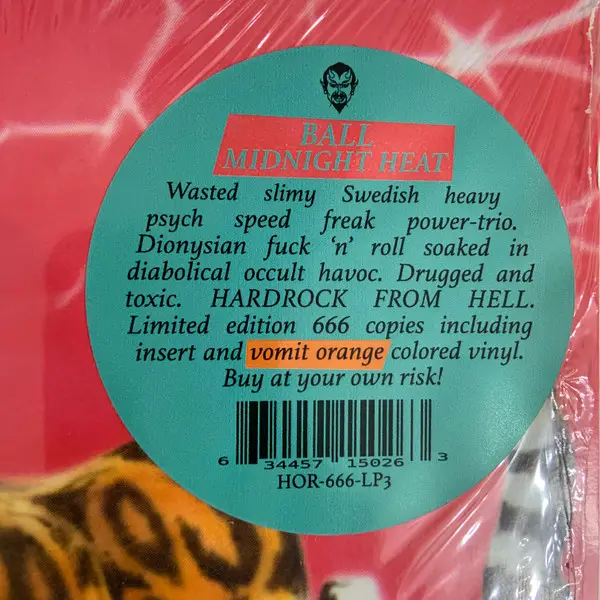 BALL
MIDNIGHT HEAT
Wasted slimy Swedish heavy
psych speed freak power-trio.
Dionysian fuck ‘n’ roll soaked in
diabolical occult havoc. Drugged and
toxic. HARDROCK FROM HELL.
Limited edition 666 copies including
insert and vomit orange colored vinyl.
Buy at your own risk!
6 34457 15026 3
HOR-666-LP3